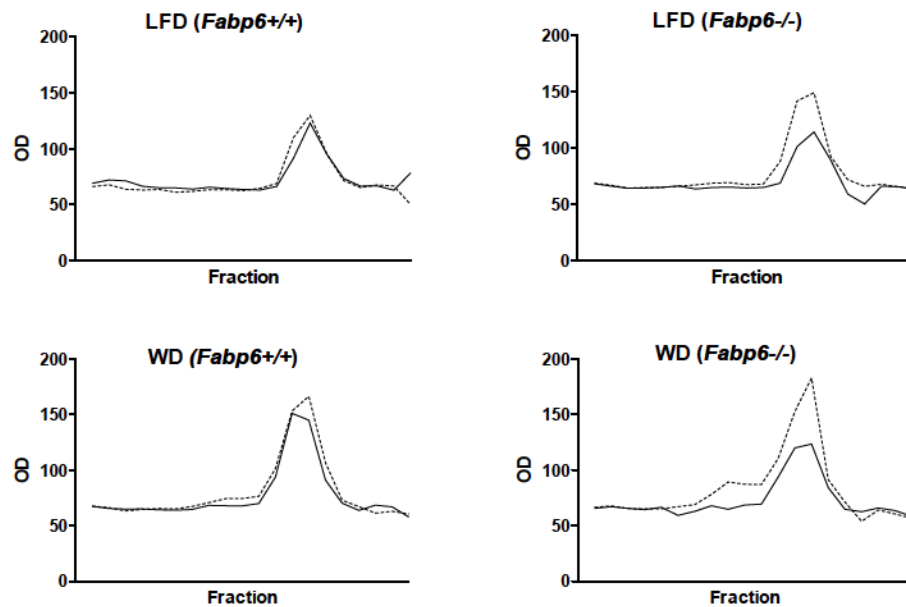 LFD (Fabp6+/+)
200
150
100
50
0
OD
Fraction
LFD (Fabp6-/-)
200
150
100
50
0
OD
Fraction
WD (Fabp6+/+)
200
150
100
50
0
OD
Fraction
WD (Fabp6-/-)
200
150
100
50
0
OD
Fraction